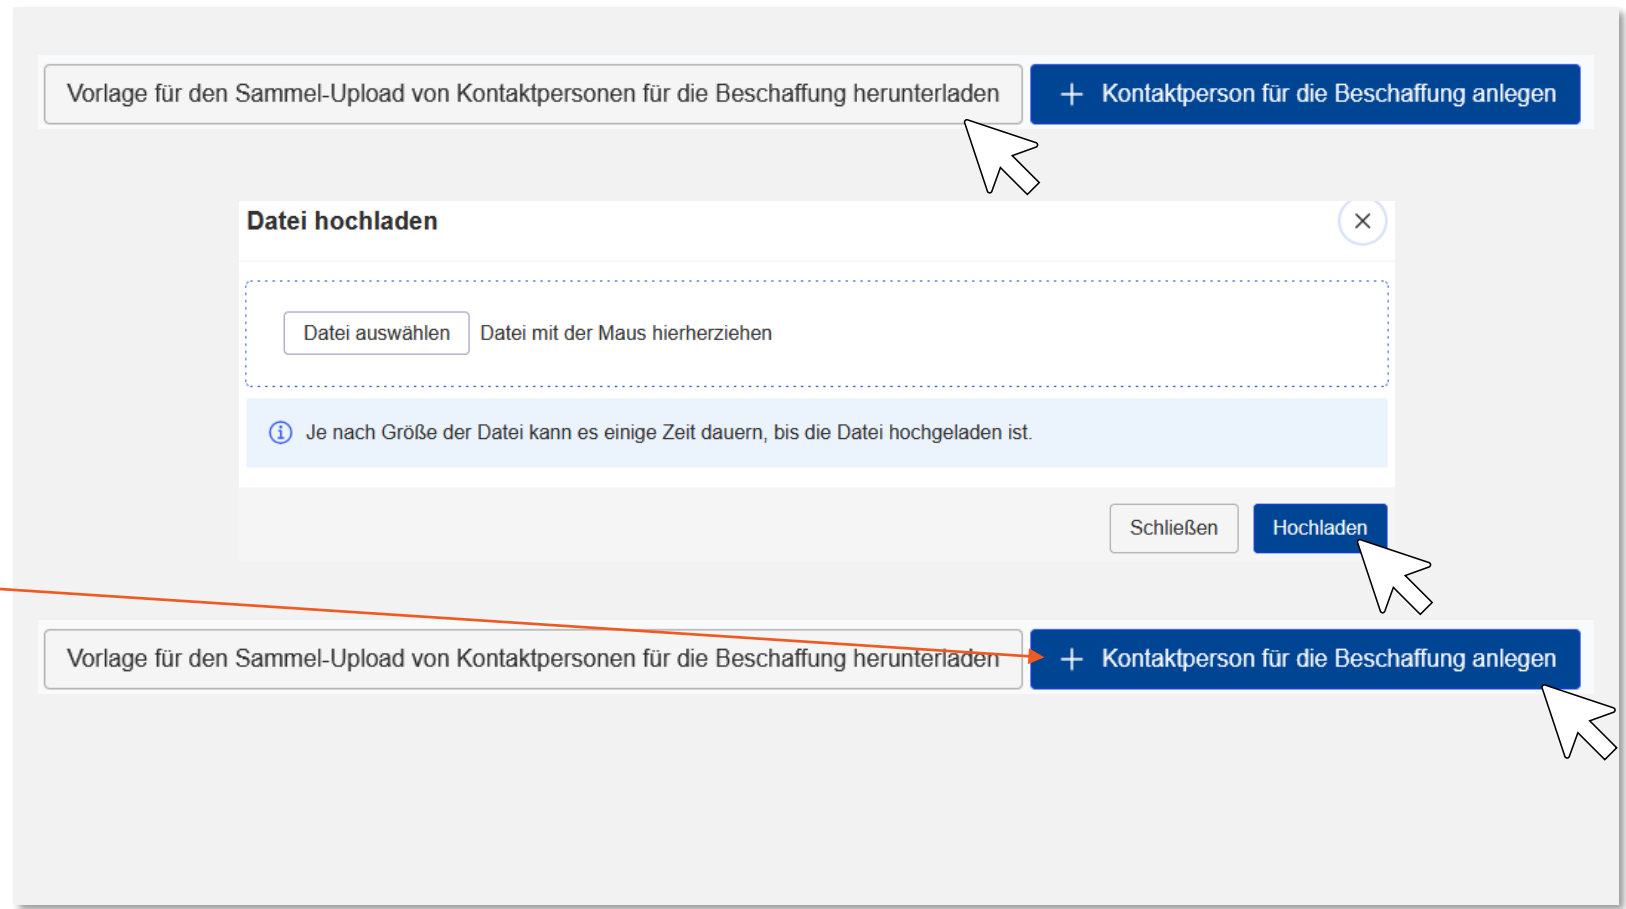 Vorlage für den Sammel-Upload von Kontaktpersonen für die Beschaffung herunterladen
+ Kontaktperson für die Beschaffung anlegen
Datei hochladen
Datei auswählen Datei mit der Maus hierherziehen
Je nach Größe der Datei kann es einige Zeit dauern, bis die Datei hochgeladen ist.
Schließen
Hochladen
Vorlage für den Sammel-Upload von Kontaktpersonen für die Beschaffung herunterladen
+ Kontaktperson für die Beschaffung anlegen